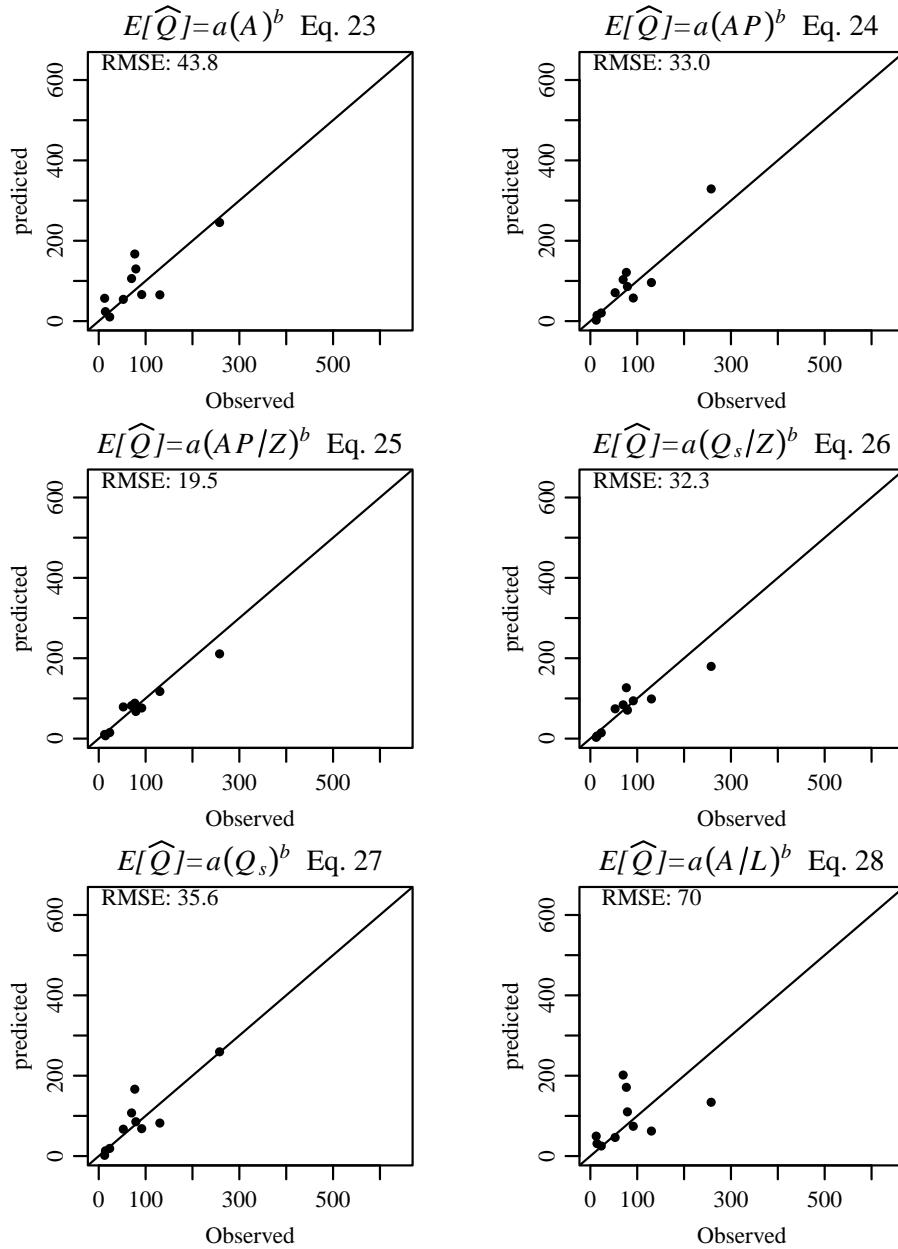 E[Q̂]=a(A)^b Eq. 23
RMSE: 43.8
600
400
200
0
predicted
0 100 300 500
Observed
E[Q̂]=a(AP)^b Eq. 24
RMSE: 33.0
600
400
200
0
predicted
0 100 300 500
Observed
E[Q̂]=a(AP/Z)^b Eq. 25
RMSE: 19.5
600
400
200
0
predicted
0 100 300 500
Observed
E[Q̂]=a(Q_s/Z)^b Eq. 26
RMSE: 32.3
600
400
200
0
predicted
0 100 300 500
Observed
E[Q̂]=a(Q_s)^b Eq. 27
RMSE: 35.6
600
400
200
0
predicted
0 100 300 500
Observed
E[Q̂]=a(A/L)^b Eq. 28
RMSE: 70
600
400
200
0
predicted
0 100 300 500
Observed